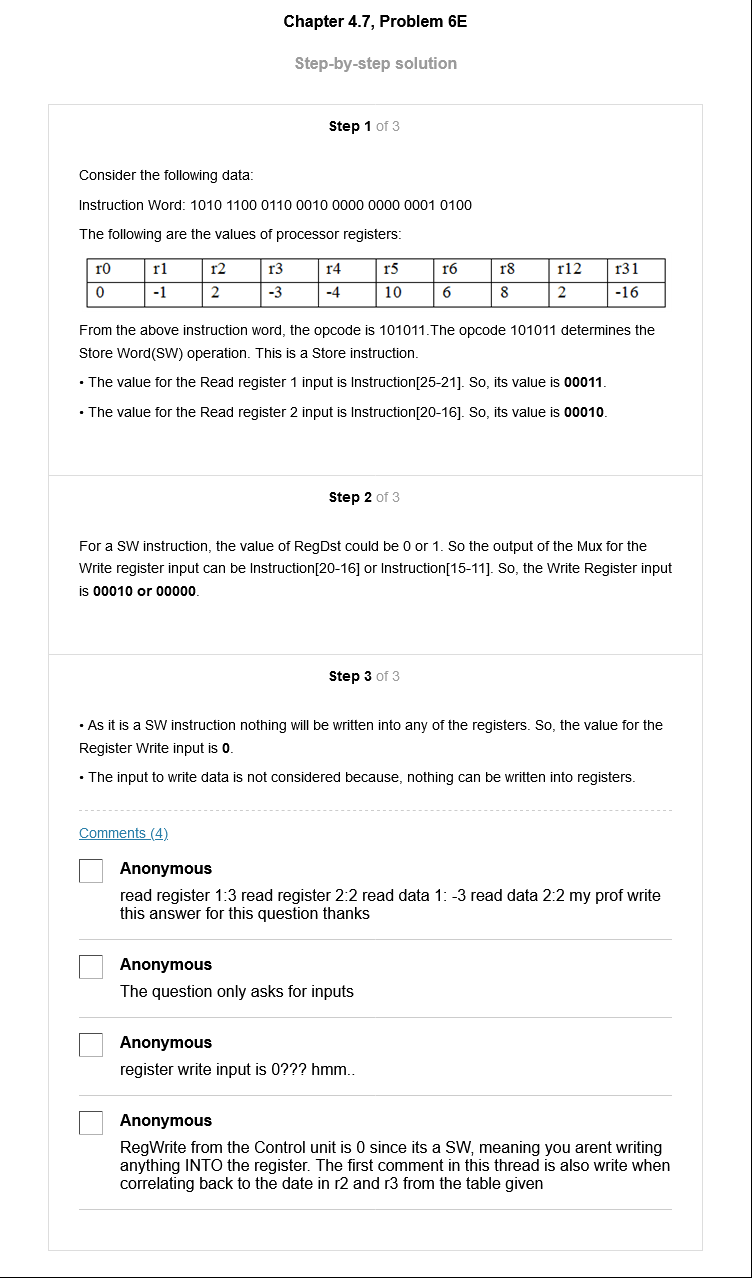 Chapter 4.7, Problem 6E
Step-by-step solution
Step 1 of 3
Consider the following data:
Instruction Word: 1010 1100 0110 0010 0000 0000 0001 0100
The following are the values of processor registers:
r0 r1 r2 r3 r4 r5 r6 r8 r12 r31
0 -1 2 -3 -4 10 6 8 2 -16
From the above instruction word, the opcode is 101011.The opcode 101011 determines the
Store Word(SW) operation. This is a Store instruction.
• The value for the Read register 1 input is Instruction[25-21]. So, its value is 00011.
• The value for the Read register 2 input is Instruction[20-16]. So, its value is 00010.
Step 2 of 3
For a SW instruction, the value of RegDst could be 0 or 1. So the output of the Mux for the
Write register input can be Instruction[20-16] or Instruction[15-11]. So, the Write Register input
is 00010 or 00000.
Step 3 of 3
• As it is a SW instruction nothing will be written into any of the registers. So, the value for the
Register Write input is 0.
• The input to write data is not considered because, nothing can be written into registers.
Comments (4)
Anonymous
read register 1:3 read register 2:2 read data 1: -3 read data 2:2 my prof write
this answer for this question thanks
Anonymous
The question only asks for inputs
Anonymous
register write input is 0??? hmm..
Anonymous
RegWrite from the Control unit is 0 since its a SW, meaning you arent writing
anything INTO the register. The first comment in this thread is also write when
correlating back to the date in r2 and r3 from the table given